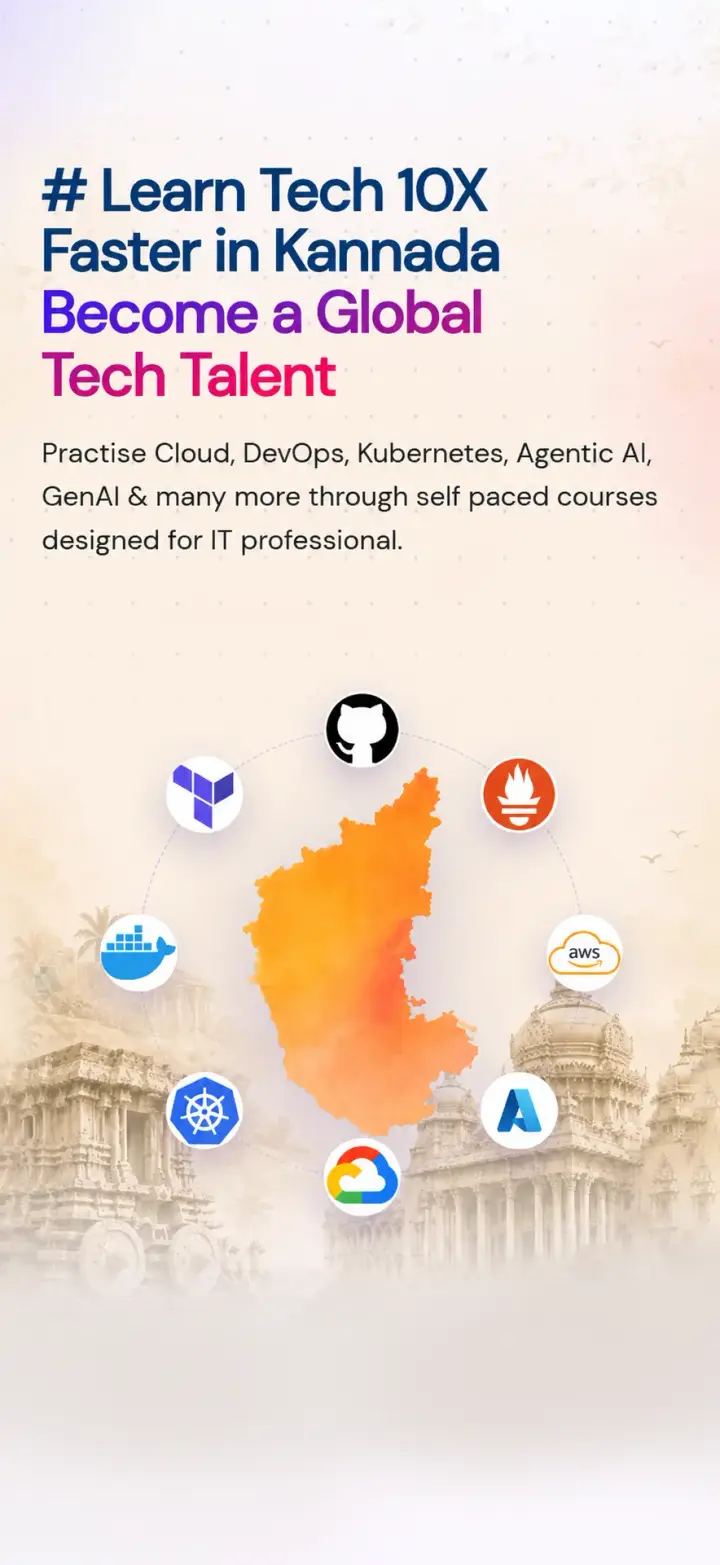 # Learn Tech 10X
Faster in Kannada
Become a Global
Tech Talent
Practise Cloud, DevOps, Kubernetes, Agentic AI,
GenAI & many more through self paced courses
designed for IT professional.
aws